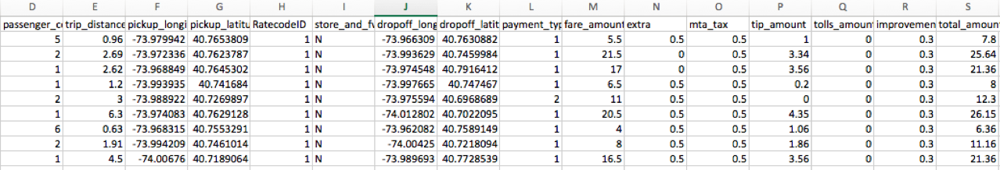 D E F G H I J K L M N O P Q R S
passenger_c trip_distance pickup_longi pickup_latitu RatecodeID store_and_fv dropoff_long dropoff_latit payment_typ fare_amount extra mta_tax tip_amount tolls_amoun improvemen total_amoun
5 0.96 -73.979942 40.7653809 1 N -73.966309 40.7630882 1 5.5 0.5 0.5 1 0 0.3 7.8
2 2.69 -73.972336 40.7623787 1 N -73.993629 40.7459984 1 21.5 0 0.5 3.34 0 0.3 25.64
1 2.62 -73.968849 40.7645302 1 N -73.974548 40.7916412 1 17 0 0.5 3.56 0 0.3 21.36
1 1.2 -73.993935 40.741684 1 N -73.997665 40.747467 1 6.5 0.5 0.5 0.2 0 0.3 8
2 3 -73.988922 40.7269897 1 N -73.975594 40.6968689 2 11 0.5 0.5 0 0 0.3 12.3
1 6.3 -73.974083 40.7629128 1 N -74.012802 40.7022095 1 20.5 0.5 0.5 4.35 0 0.3 26.15
6 0.63 -73.968315 40.7553291 1 N -73.962082 40.7589149 1 4 0.5 0.5 1.06 0 0.3 6.36
2 1.91 -73.994209 40.7461014 1 N -74.00425 40.7218094 1 8 0.5 0.5 1.86 0 0.3 11.16
1 4.5 -74.00676 40.7189064 1 N -73.989693 40.7728539 1 16.5 0.5 0.5 3.56 0 0.3 21.36